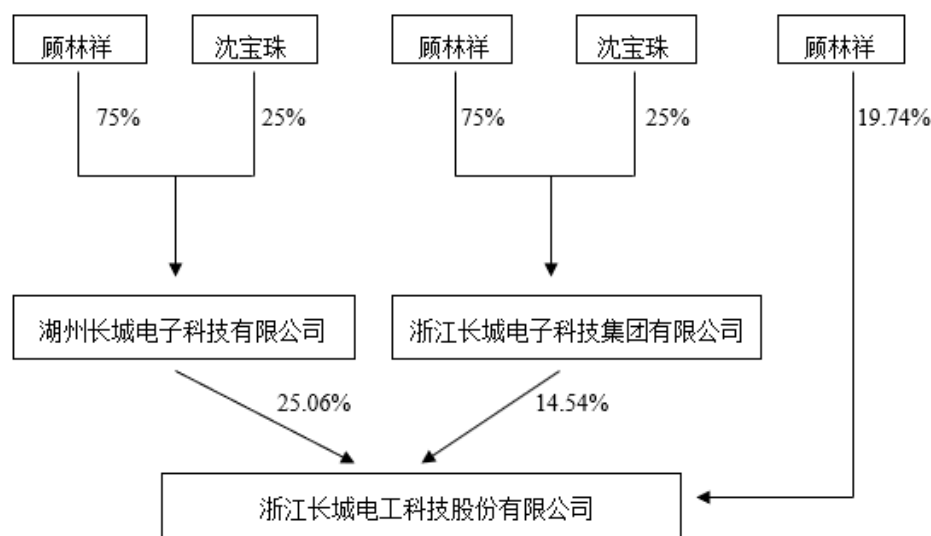 顾林祥
沈宝珠
顾林祥
沈宝珠
顾林祥
75%
25%
75%
25%
19.74%
湖州长城电子科技有限公司
浙江长城电子科技集团有限公司
25.06%
14.54%
浙江长城电工科技股份有限公司